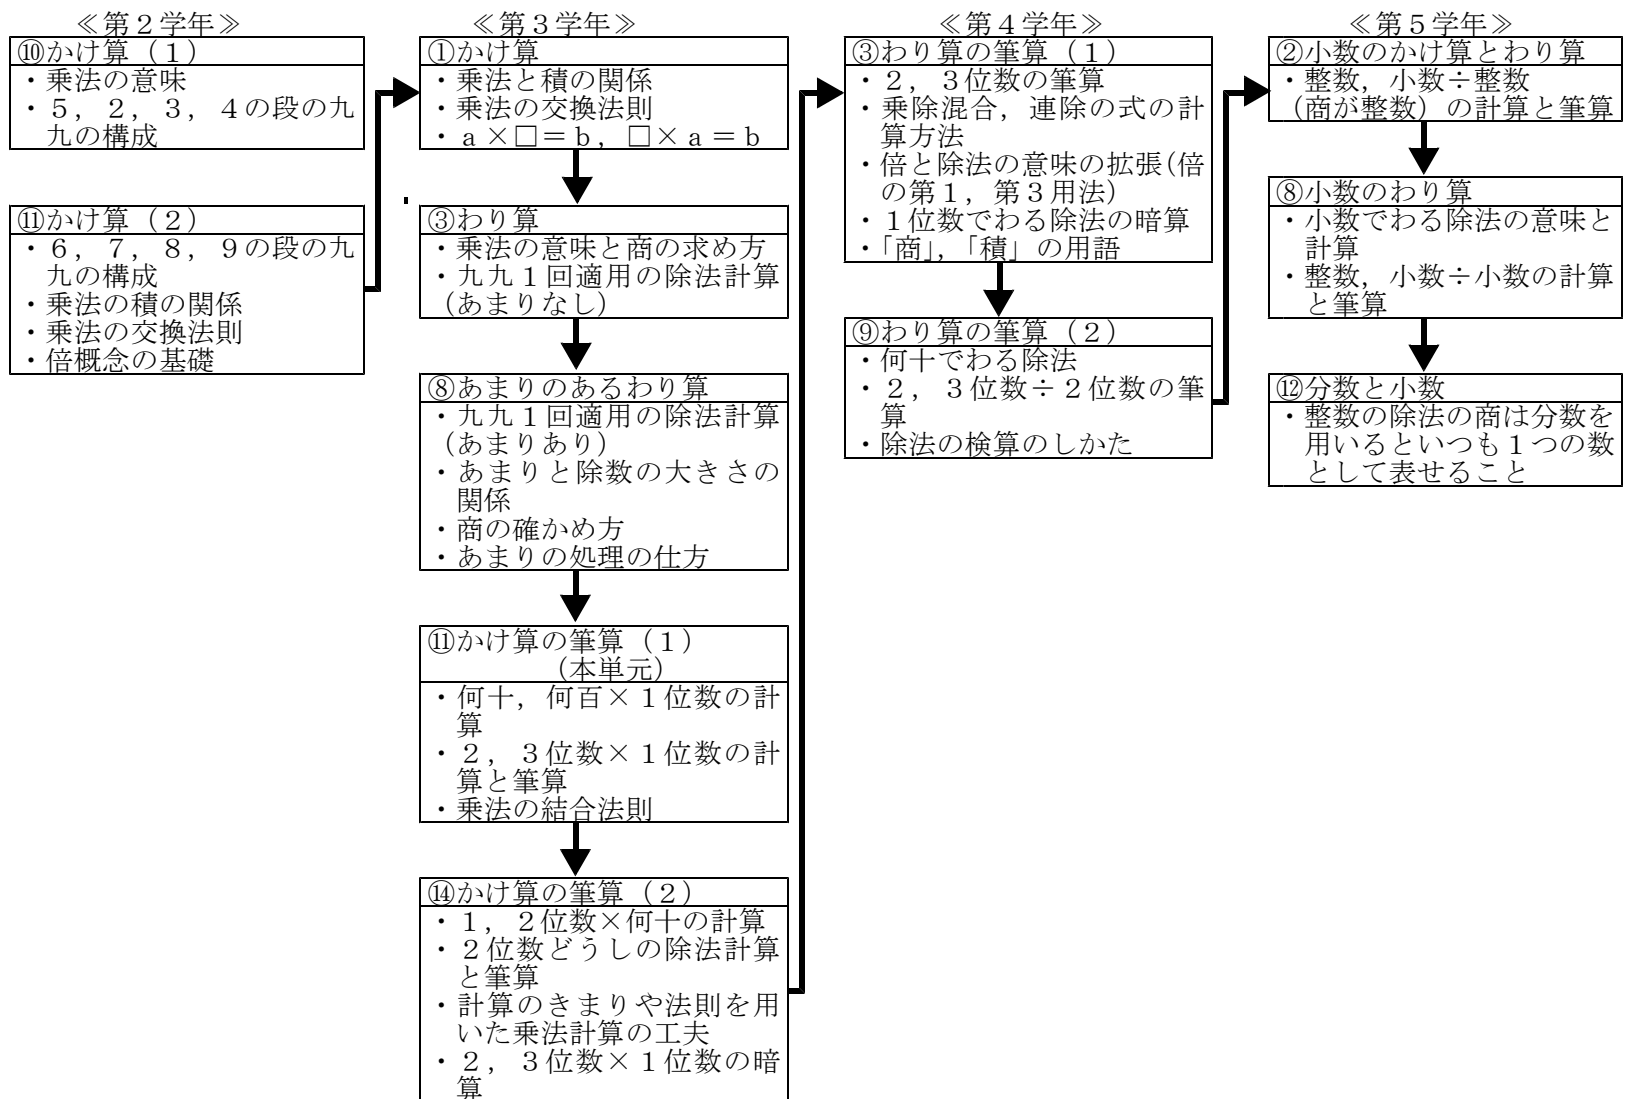 ≪第２学年≫
⑩かけ算（１）
・乗法の意味
・５，２，３，４の段の九
九の構成
⑪かけ算（２）
・６，７，８，９の段の九
九の構成
・乗法の積の関係
・乗法の交換法則
・倍概念の基礎
≪第３学年≫
①かけ算
・乗法と積の関係
・乗法の交換法則
・ａ×□＝ｂ，□×ａ＝ｂ
③わり算
・乗法の意味と商の求め方
・九九１回適用の除法計算
（あまりなし）
⑧あまりのあるわり算
・九九１回適用の除法計算
（あまりあり）
・あまりと除数の大きさの
関係
・商の確かめ方
・あまりの処理の仕方
⑪かけ算の筆算（１）
（本単元）
・何十，何百×１位数の計
算
・２，３位数×１位数の計
算と筆算
・乗法の結合法則
⑭かけ算の筆算（２）
・１，２位数×何十の計算
・２位数どうしの除法計算
と筆算
・計算のきまりや法則を用
いた乗法計算の工夫
・２，３位数×１位数の暗
算
≪第４学年≫
③わり算の筆算（１）
・２，３位数の筆算
・乗除混合，連除の式の計
算方法
・倍と除法の意味の拡張（倍
の第１，第３用法）
・１位数でわる除法の暗算
・「商」，「積」の用語
⑨わり算の筆算（２）
・何十でわる除法
・２，３位数÷２位数の筆
算
・除法の検算のしかた
≪第５学年≫
②小数のかけ算とわり算
・整数，小数÷整数
（商が整数）の計算と筆算
⑧小数のわり算
・小数でわる除法の意味と
計算
・整数，小数÷小数の計算
と筆算
⑫分数と小数
・整数の除法の商は分数を
用いるといつも１つの数
として表せること